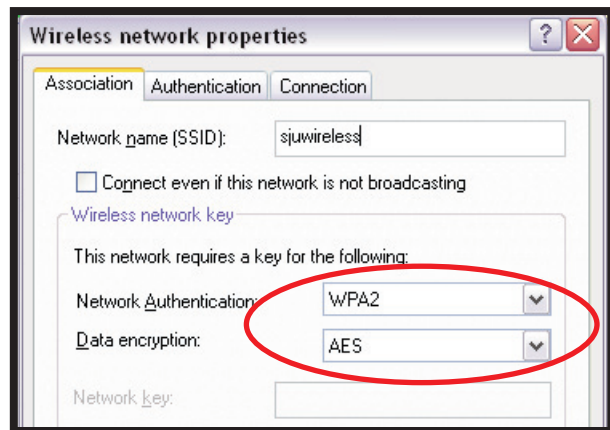 Wireless network properties
?
Association Authentication Connection
Network name (SSID): sjuwireless
Connect even if this network is not broadcasting
Wireless network key
This network requires a key for the following:
Network Authentication: WPA2
Data encryption: AES
Network key: